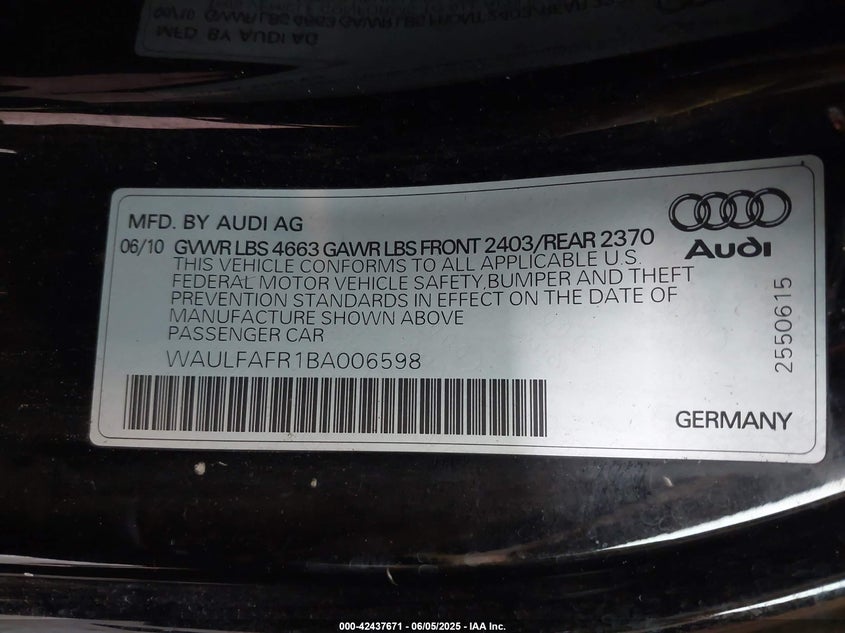 MFD. BY AUDI AG
06/10 GVWR LBS 4663 GAWR LBS FRONT 2403/REAR 2370
THIS VEHICLE CONFORMS TO ALL APPLICABLE U.S.
FEDERAL MOTOR VEHICLE SAFETY, BUMPER AND THEFT
PREVENTION STANDARDS IN EFFECT ON THE DATE OF
MANUFACTURE SHOWN ABOVE
PASSENGER CAR
WAULFAFR1BA006598
Audi
2550615
GERMANY
000-42437671 - 06/05/2025 - IAA Inc.